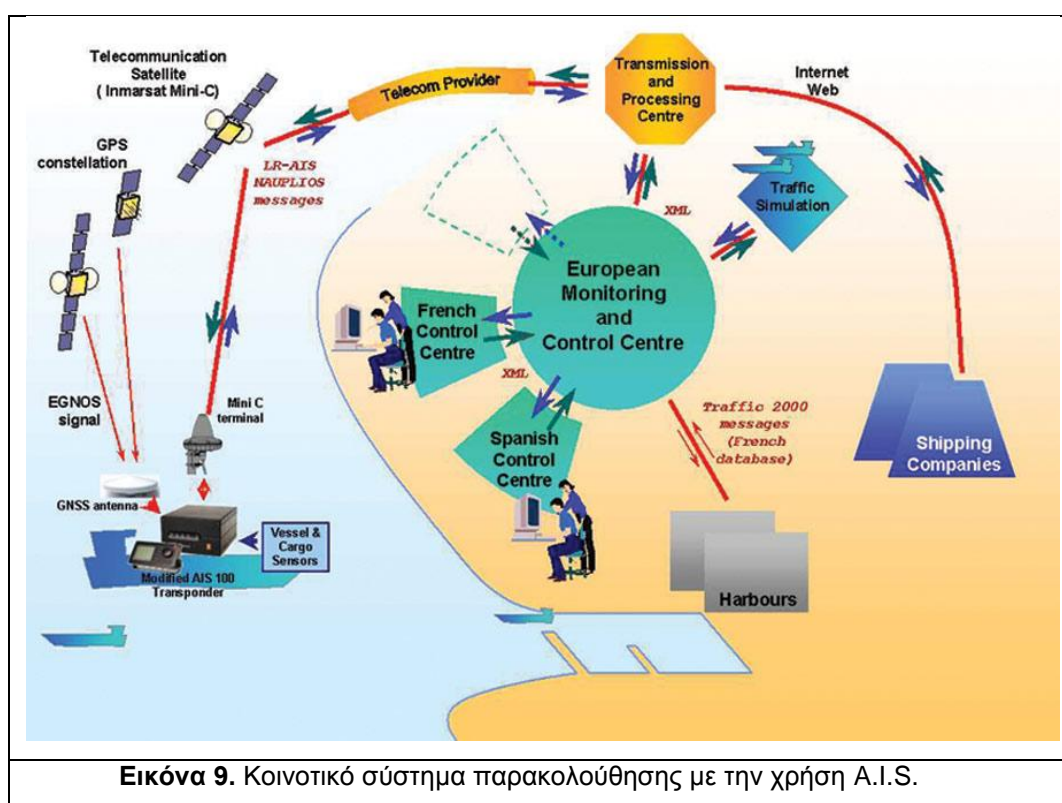 Telecommunication
Satellite
( Inmarsat Mini-C)
Telecom Provider
Transmission
and
Processing
Centre
Internet
Web
GPS
constellation
LR-AIS
NAUPLIOS
messages
XML
Traffic
Simulation
European
Monitoring
and
Control Centre
French
Control
Centre
XML
EGNOS
signal
Mini C
terminal
Spanish
Control
Centre
Traffic 2000
messages
(French
database)
Shipping
Companies
GNSS antenna
Vessel &
Cargo
Sensors
Modified AIS 100
Transponder
Harbours
Εικόνα 9. Κοινοτικό σύστημα παρακολούθησης με την χρήση A.I.S.